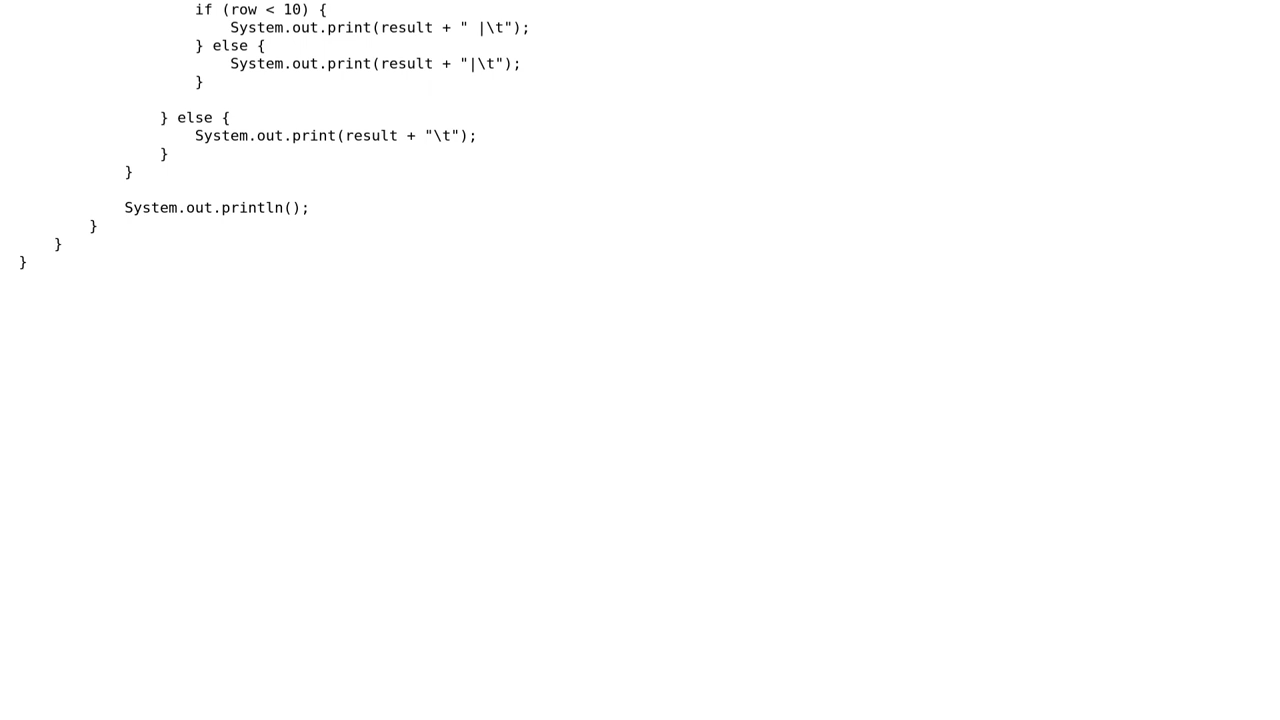 if (row < 10) {
                        System.out.print(result + " |\t");
                    } else {
                        System.out.print(result + "|\t");
                    }

                } else {
                    System.out.print(result + "\t");
                }
            }

            System.out.println();
        }
    }
}